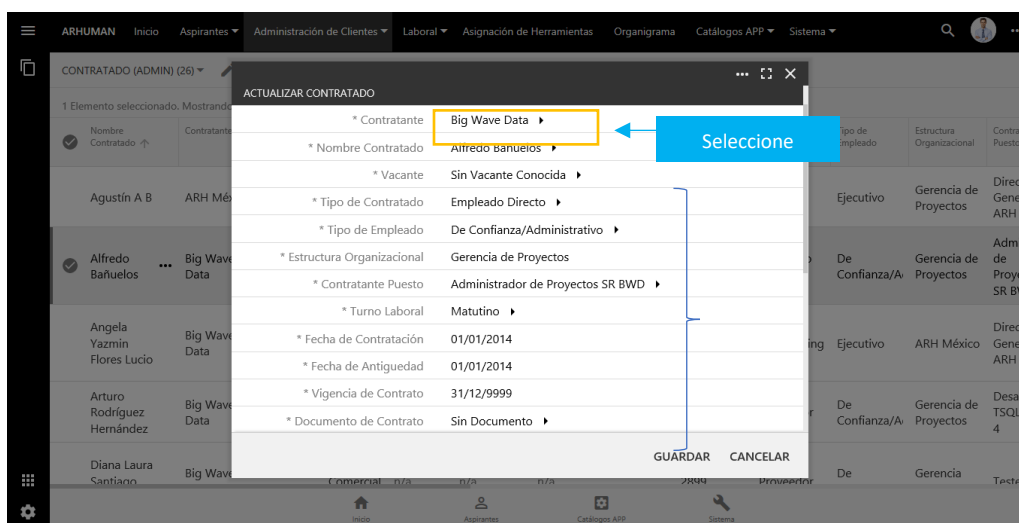 ARHUMAN Inicio Aspirantes Administración de Clientes Laboral Asignación de Herramientas Organigrama Catálogos APP Sistema
CONTRATADO (ADMIN) (26)
1 Elemento seleccionado.
Nombre Contratado
Tipo de Empleado
Estructura Organizacional
Agustín A B
Ejecutivo
Gerencia de Proyectos
Alfredo Bañuelos
Big Wave Data
De
Gerencia de Proyectos
SR
Angela Yazmin Flores Lucio
Big Wave Data
Ejecutivo
ARH México
Arturo Rodríguez Hernández
Big Wave Data
De
Gerencia de Proyectos
4
Diana Laura Santiago
Big Wave
Comercial n/a n/a n/a 2899 Proveedor
De
Gerencia
ACTUALIZAR CONTRATADO
* Contratante Big Wave Data
* Nombre Contratado Alfredo Bañuelos
* Vacante Sin Vacante Conocida
* Tipo de Contratado Empleado Directo
* Tipo de Empleado De Confianza/Administrativo
* Estructura Organizacional Gerencia de Proyectos
* Contratante Puesto Administrador de Proyectos SR BWD
* Turno Laboral Matutino
* Fecha de Contratación 01/01/2014
* Fecha de Antiguedad 01/01/2014
* Vigencia de Contrato 31/12/9999
* Documento de Contrato Sin Documento
GUARDAR CANCELAR
Seleccione
Inicio Aspirantes Catálogos APP Sistema